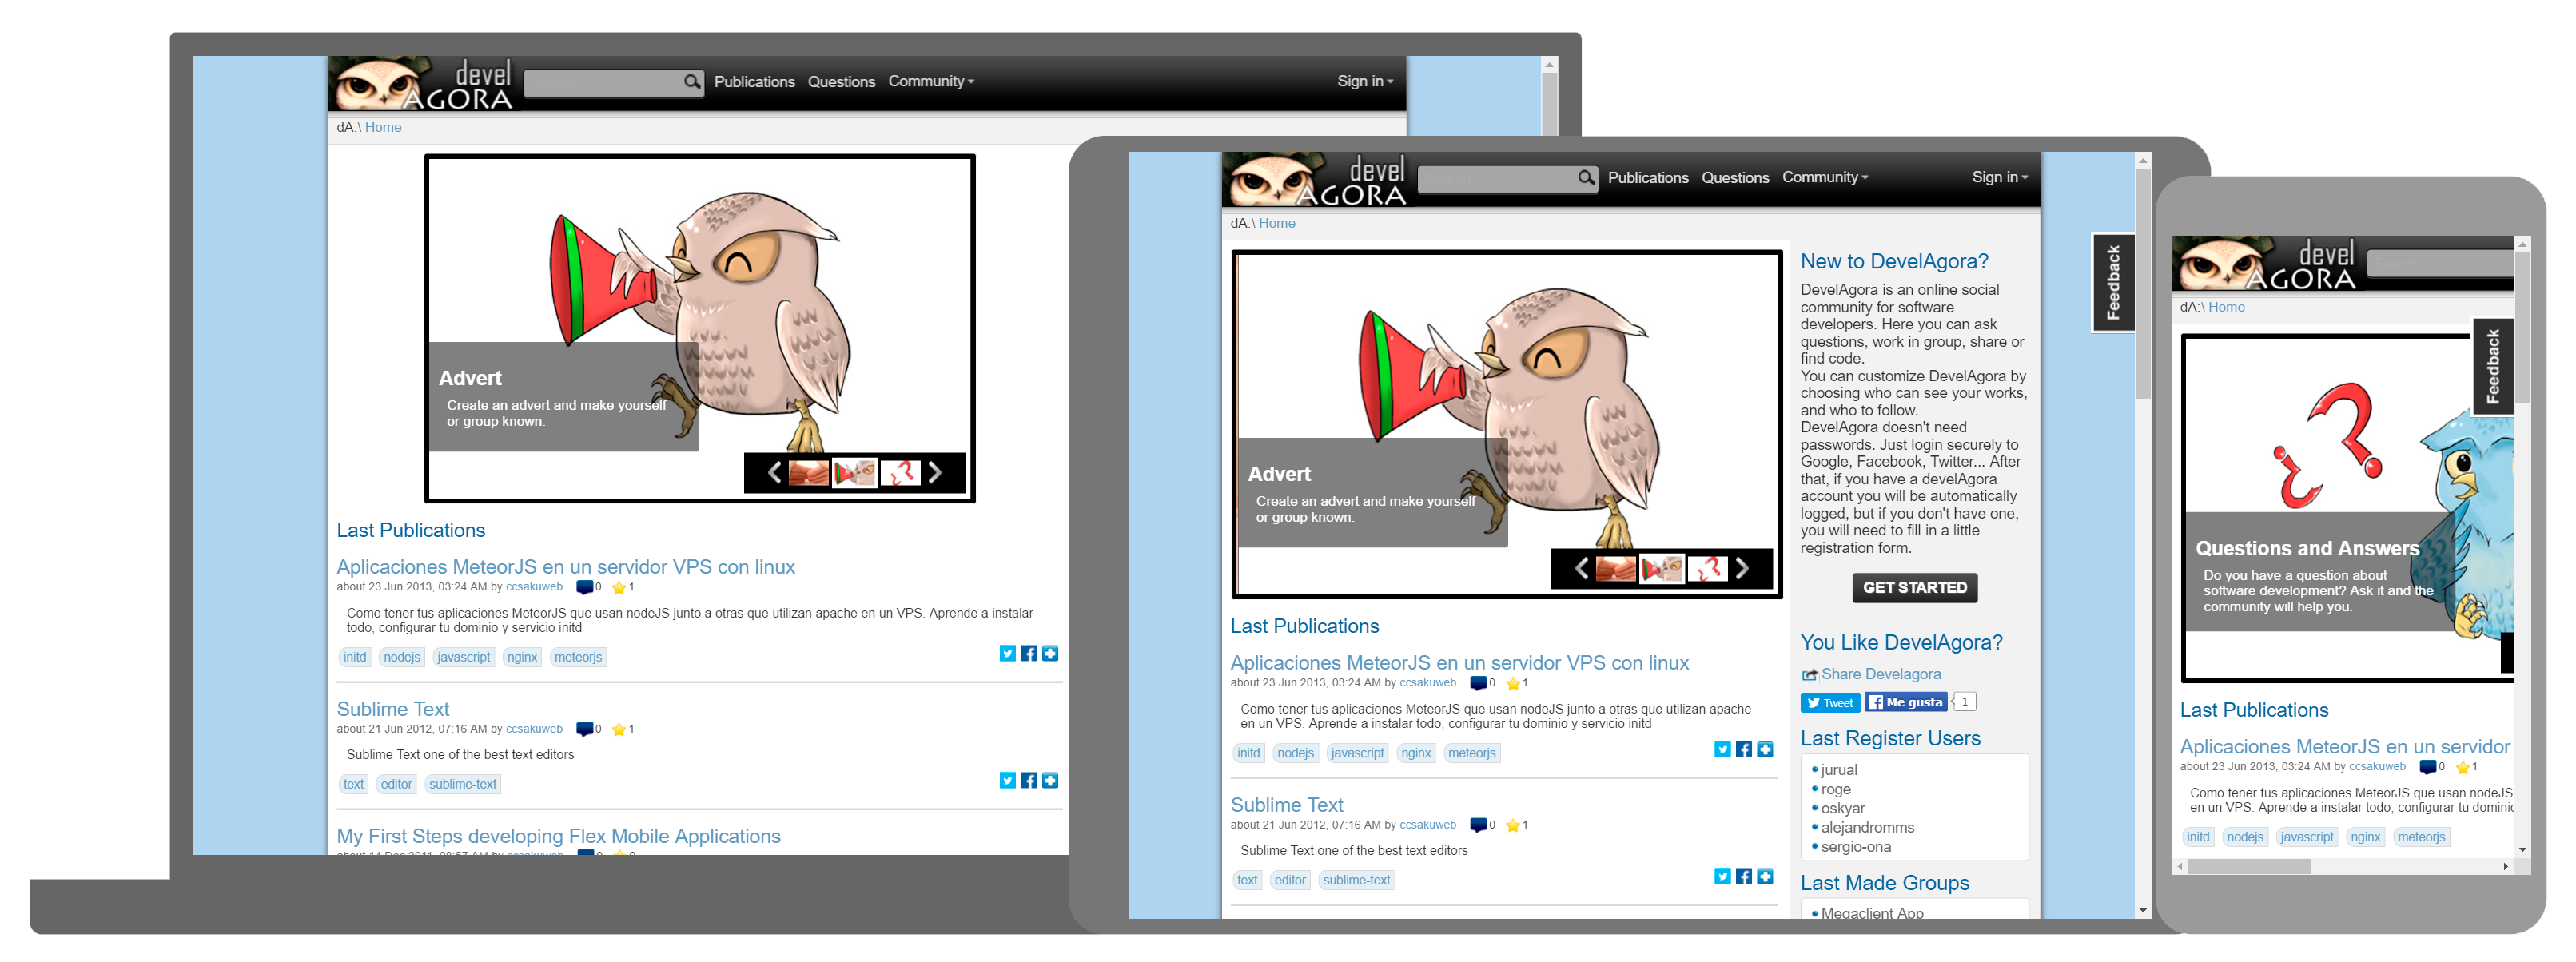 devel
AGORA
Publications Questions Community
Sign in
dA:\ Home
Advert
Create an advert and make yourself
or group known.
Last Publications
Aplicaciones MeteorJS en un servidor VPS con linux
about 23 Jun 2013, 03:24 AM by ccsakuweb 0 1
Como tener tus aplicaciones MeteorJS que usan nodeJS junto a otras que utilizan apache en un VPS. Aprende a instalar
todo, configurar tu dominio y servicio initd
initd nodejs javascript nginx meteorjs
Sublime Text
about 21 Jun 2012, 07:16 AM by ccsakuweb 0 1
Sublime Text one of the best text editors
text editor sublime-text
My First Steps developing Flex Mobile Applications
devel
AGORA
Publications Questions Community
Sign in
dA:\ Home
Advert
Create an advert and make yourself
or group known.
Last Publications
Aplicaciones MeteorJS en un servidor VPS con linux
about 23 Jun 2013, 03:24 AM by ccsakuweb 0 1
Como tener tus aplicaciones MeteorJS que usan nodeJS junto a otras que utilizan apache
en un VPS. Aprende a instalar todo, configurar tu dominio y servicio initd
initd nodejs javascript nginx meteorjs
Sublime Text
about 21 Jun 2012, 07:16 AM by ccsakuweb 0 1
Sublime Text one of the best text editors
text editor sublime-text
New to DevelAgora?
DevelAgora is an online social
community for software
developers. Here you can ask
questions, work in group, share or
find code.
You can customize DevelAgora by
choosing who can see your works,
and who to follow.
DevelAgora doesn't need
passwords. Just login securely to
Google, Facebook, Twitter... After
that, if you have a develAgora
account you will be automatically
logged, but if you don't have one,
you will need to fill in a little
registration form.
GET STARTED
You Like DevelAgora?
Share Develagora
Tweet Me gusta 1
Last Register Users
jurual
roge
oskyar
alejandromms
sergio-ona
Last Made Groups
Megaclient App
Feedback
devel
AGORA
dA:\ Home
Feedback
¿?
Questions and Answers
Do you have a question about
software development? Ask it and the
community will help you.
Last Publications
Aplicaciones MeteorJS en un servidor
about 23 Jun 2013, 03:24 AM by ccsakuweb 0 1
Como tener tus aplicaciones MeteorJS que usan nodeJS
en un VPS. Aprende a instalar todo, configurar tu dominic
initd nodejs javascript nginx meteorjs